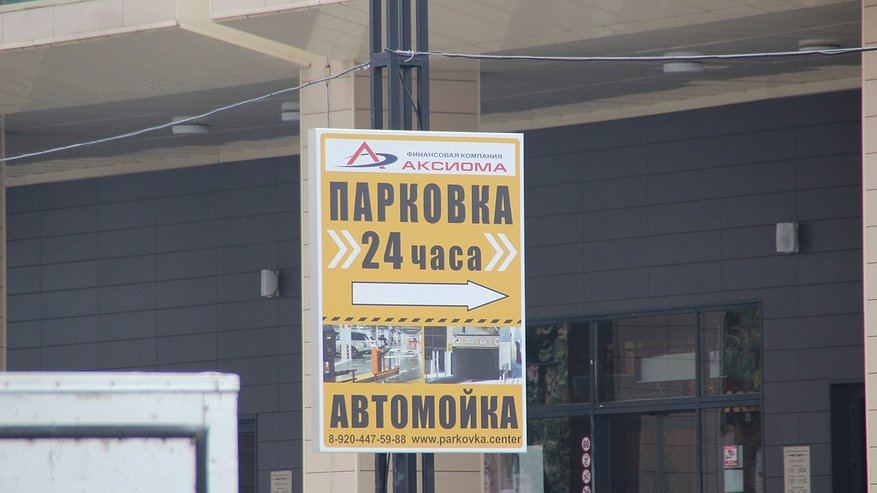 ФИНАНСОВАЯ КОМПАНИЯ
АКСИОМА
ПАРКОВКА
24 часа
АВТОМОЙКА
8-920-447-59-88 www.parkovka.center